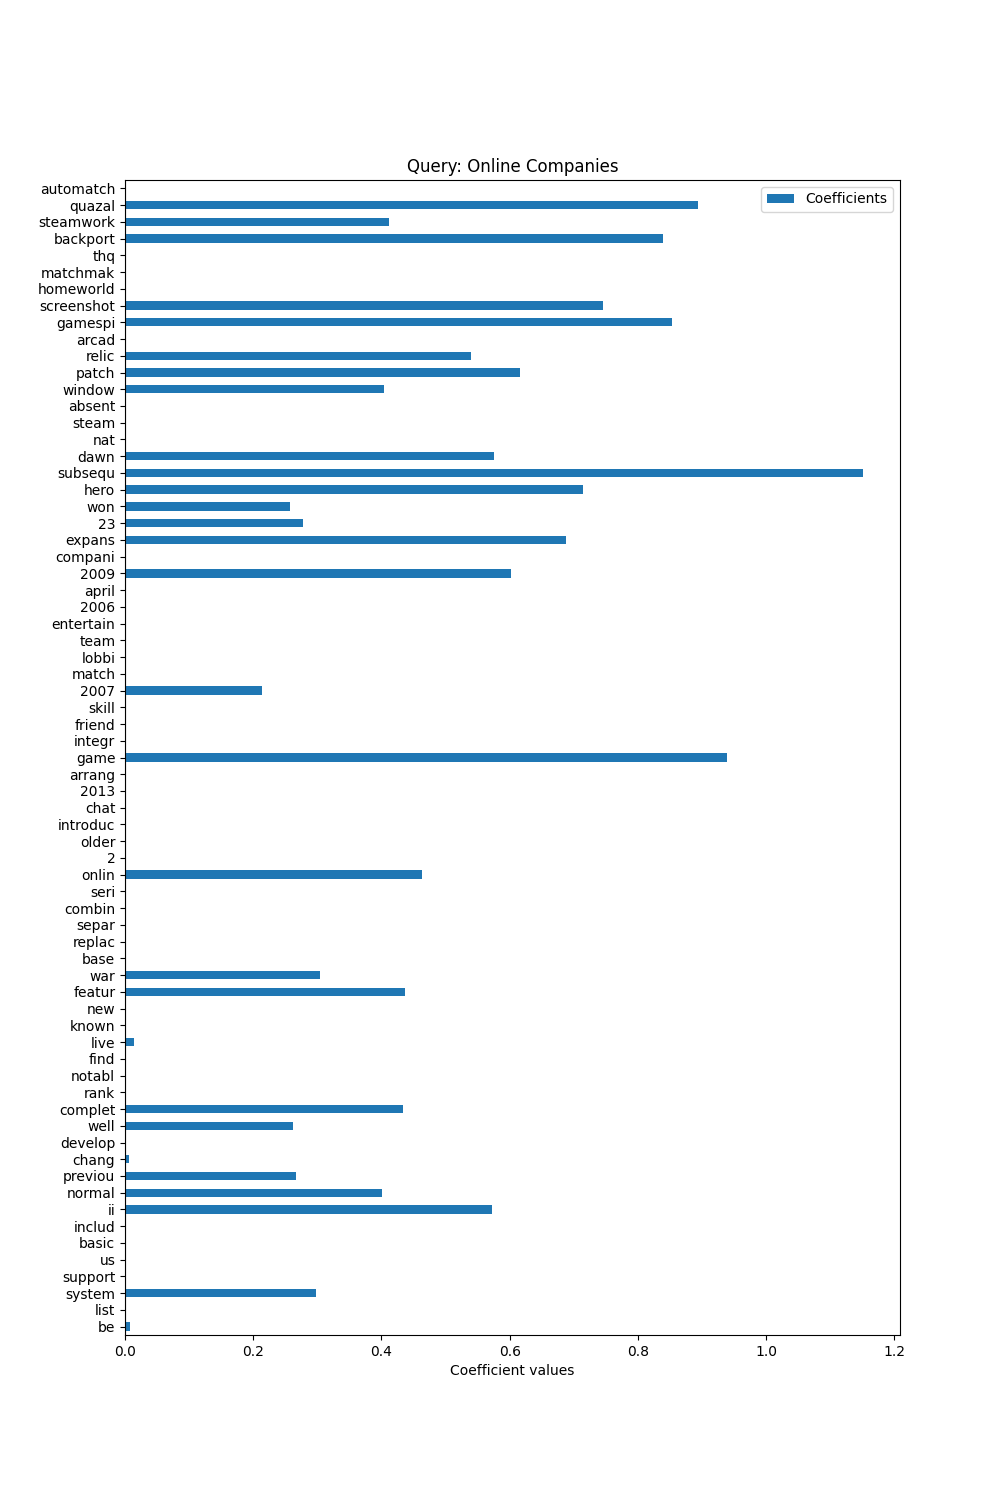 Query: Online Companies
Coefficients
automatch
quazal
steamwork
backport
thq
matchmak
homeworld
screenshot
gamespi
arcad
relic
patch
window
absent
steam
nat
dawn
subsequ
hero
won
23
expans
compani
2009
april
2006
entertain
team
lobbi
match
2007
skill
friend
integr
game
arrang
2013
chat
introduc
older
2
onlin
seri
combin
separ
replac
base
war
featur
new
known
live
find
notabl
rank
complet
well
develop
chang
previou
normal
ii
includ
basic
us
support
system
list
be
0.0 0.2 0.4 0.6 0.8 1.0 1.2
Coefficient values